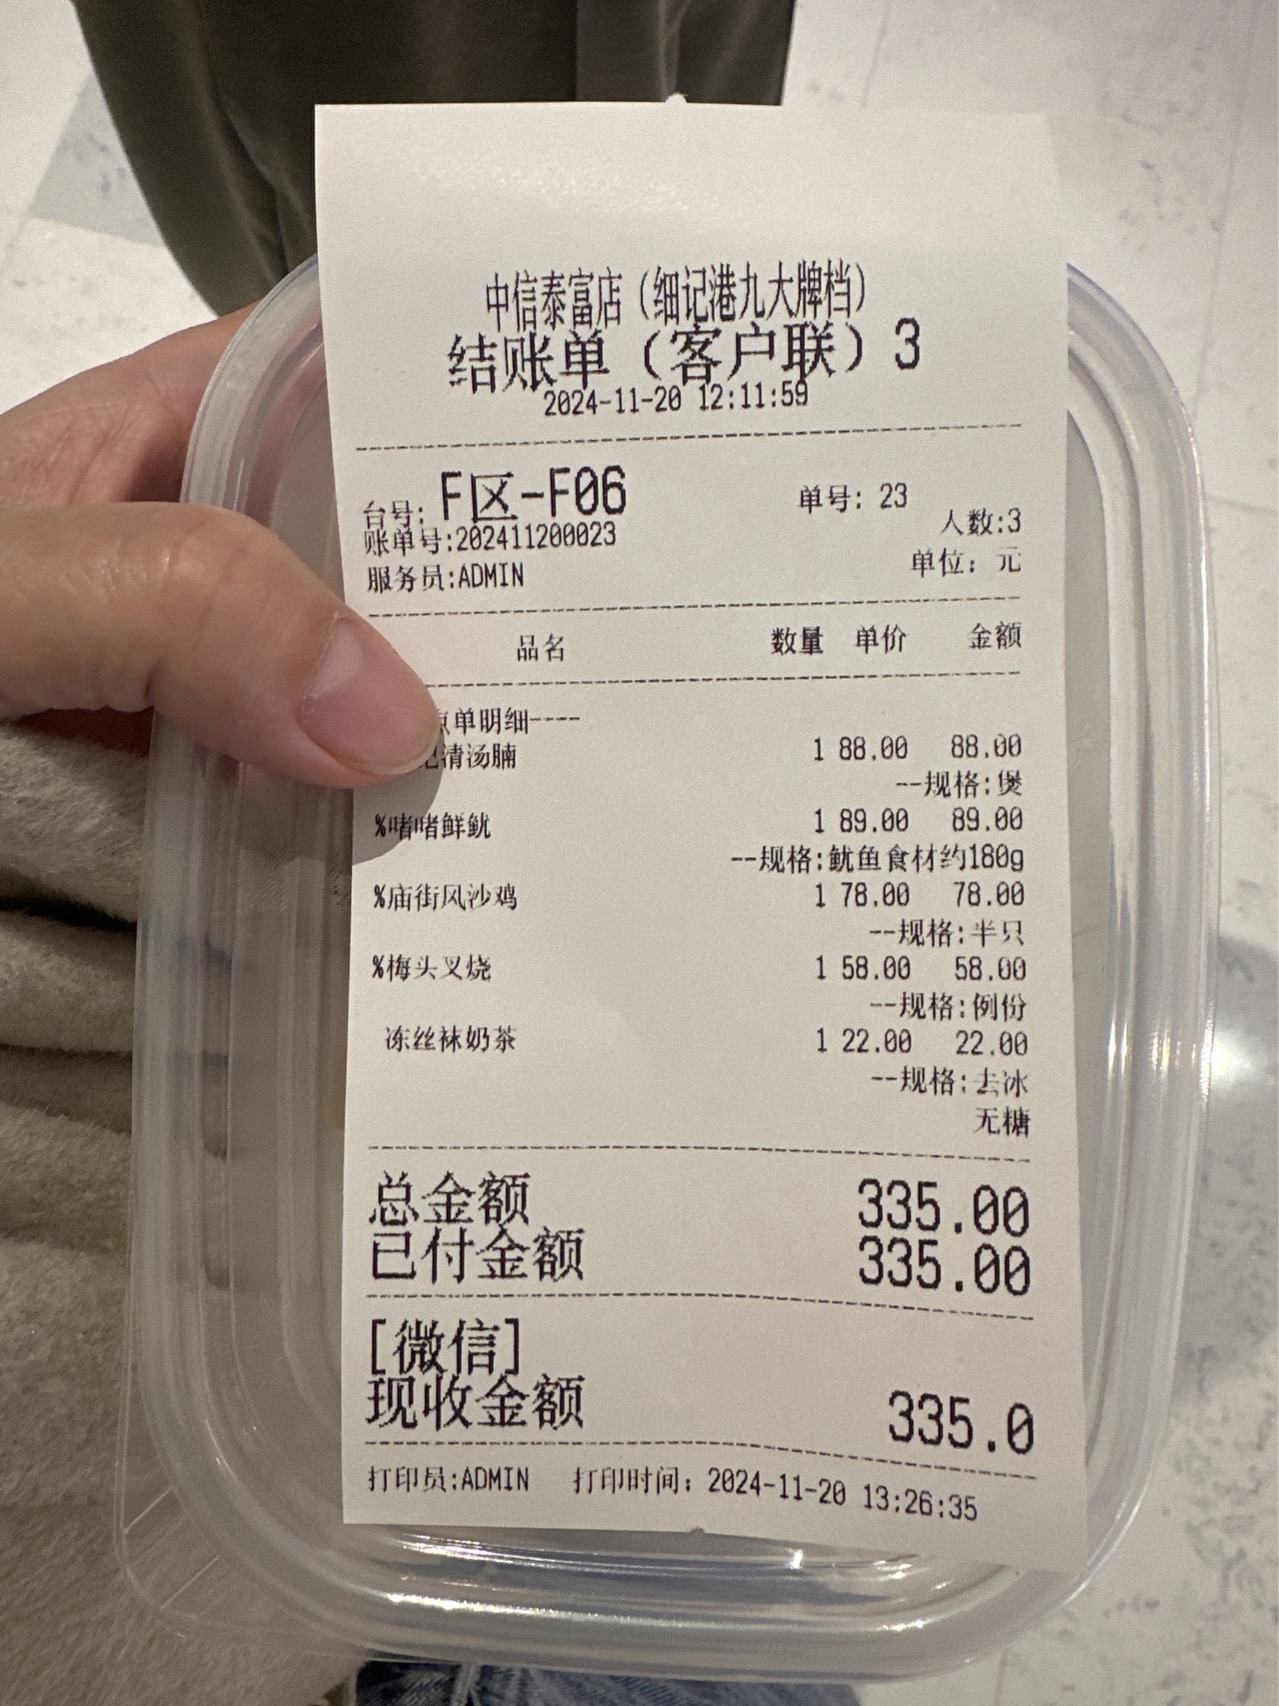 中信泰富店（细记港九大牌档）
结账单（客户联）3
2024-11-20 12:11:59
台号: F区-F06 单号: 23
人数:3
账单号:202411200023
单位: 元
服务员:ADMIN
品名 数量 单价 金额
单明细----
清汤腩 1 88.00 88.00
--规格:煲
%啫啫鲜鱿 1 89.00 89.00
--规格:鱿鱼食材约180g
%庙街风沙鸡 1 78.00 78.00
--规格:半只
%梅头叉烧 1 58.00 58.00
--规格:例份
冻丝袜奶茶 1 22.00 22.00
--规格:去冰
无糖
总金额 335.00
已付金额 335.00
[微信]
现收金额 335.0
打印员:ADMIN 打印时间: 2024-11-20 13:26:35